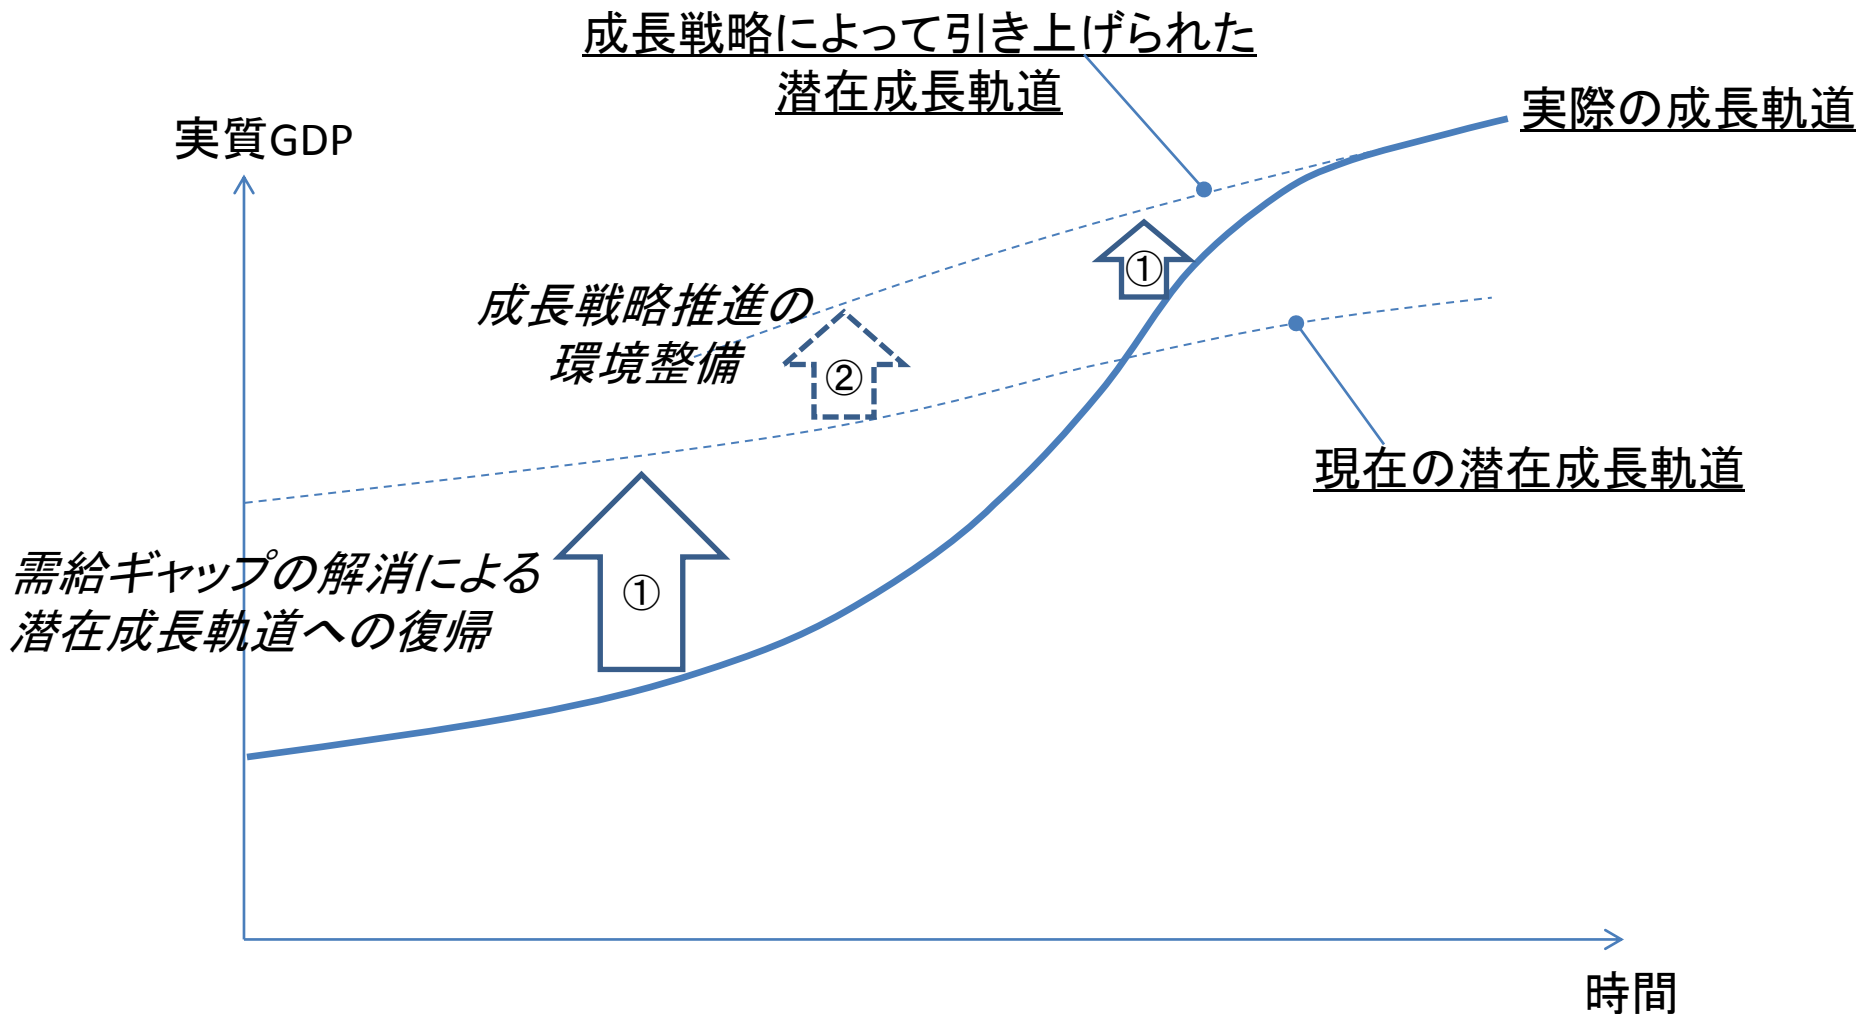 成長戦略によって引き上げられた
潜在成長軌道
実際の成長軌道
実質GDP
①
成長戦略推進の
環境整備
②
現在の潜在成長軌道
需給ギャップの解消による
潜在成長軌道への復帰
①
時間